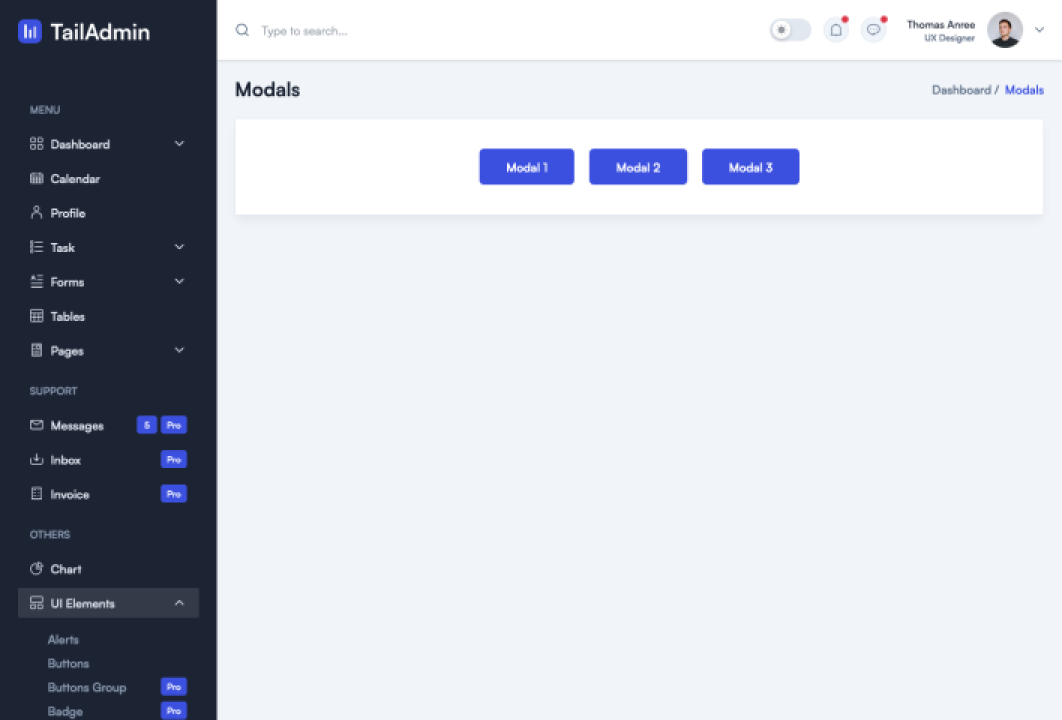 TailAdmin
MENU
Dashboard
Calendar
Profile
Task
Forms
Tables
Pages
SUPPORT
Messages 5 Pro
Inbox Pro
Invoice Pro
OTHERS
Chart
UI Elements
Alerts
Buttons
Buttons Group Pro
Badge Pro
Type to search...
Thomas Anree
UX Designer
Modals
Dashboard / Modals
Modal 1 Modal 2 Modal 3